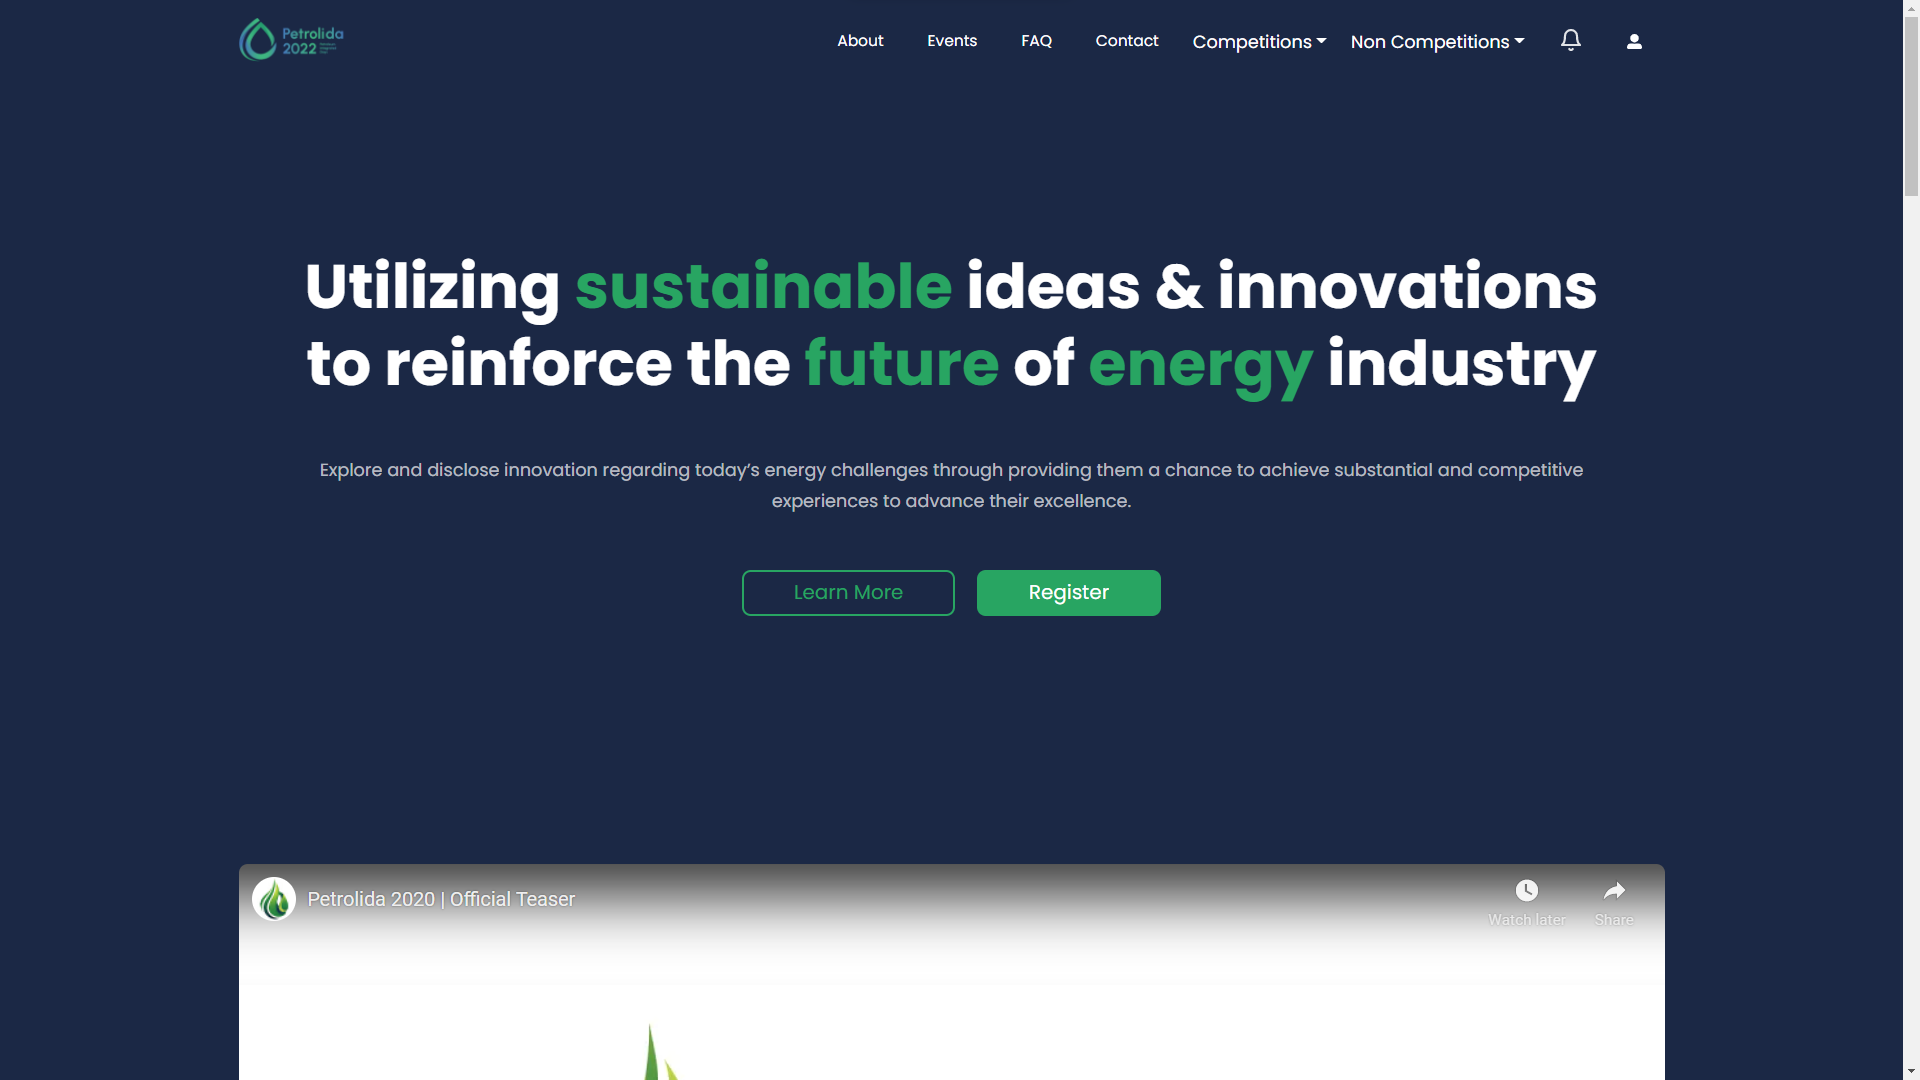 Petrolida
2022
About
Events
FAQ
Contact
Competitions
Non Competitions
Utilizing sustainable ideas & innovations
to reinforce the future of energy industry
Explore and disclose innovation regarding today’s energy challenges through providing them a chance to achieve substantial and competitive
experiences to advance their excellence.
Learn More
Register
Petrolida 2020 | Official Teaser
Watch later
Share